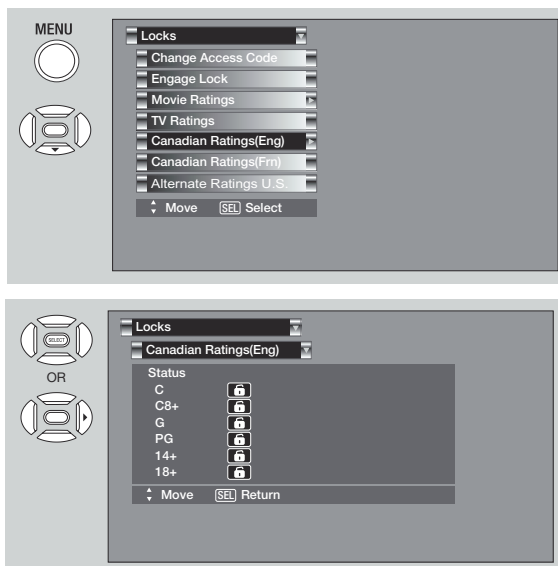 MENU
Locks
Change Access Code
Engage Lock
Movie Ratings
TV Ratings
Canadian Ratings(Eng)
Canadian Ratings(Frn)
Alternate Ratings U.S.
Move SEL Select
SELECT
OR
Locks
Canadian Ratings(Eng)
Status
C
C8+
G
PG
14+
18+
Move SEL Return